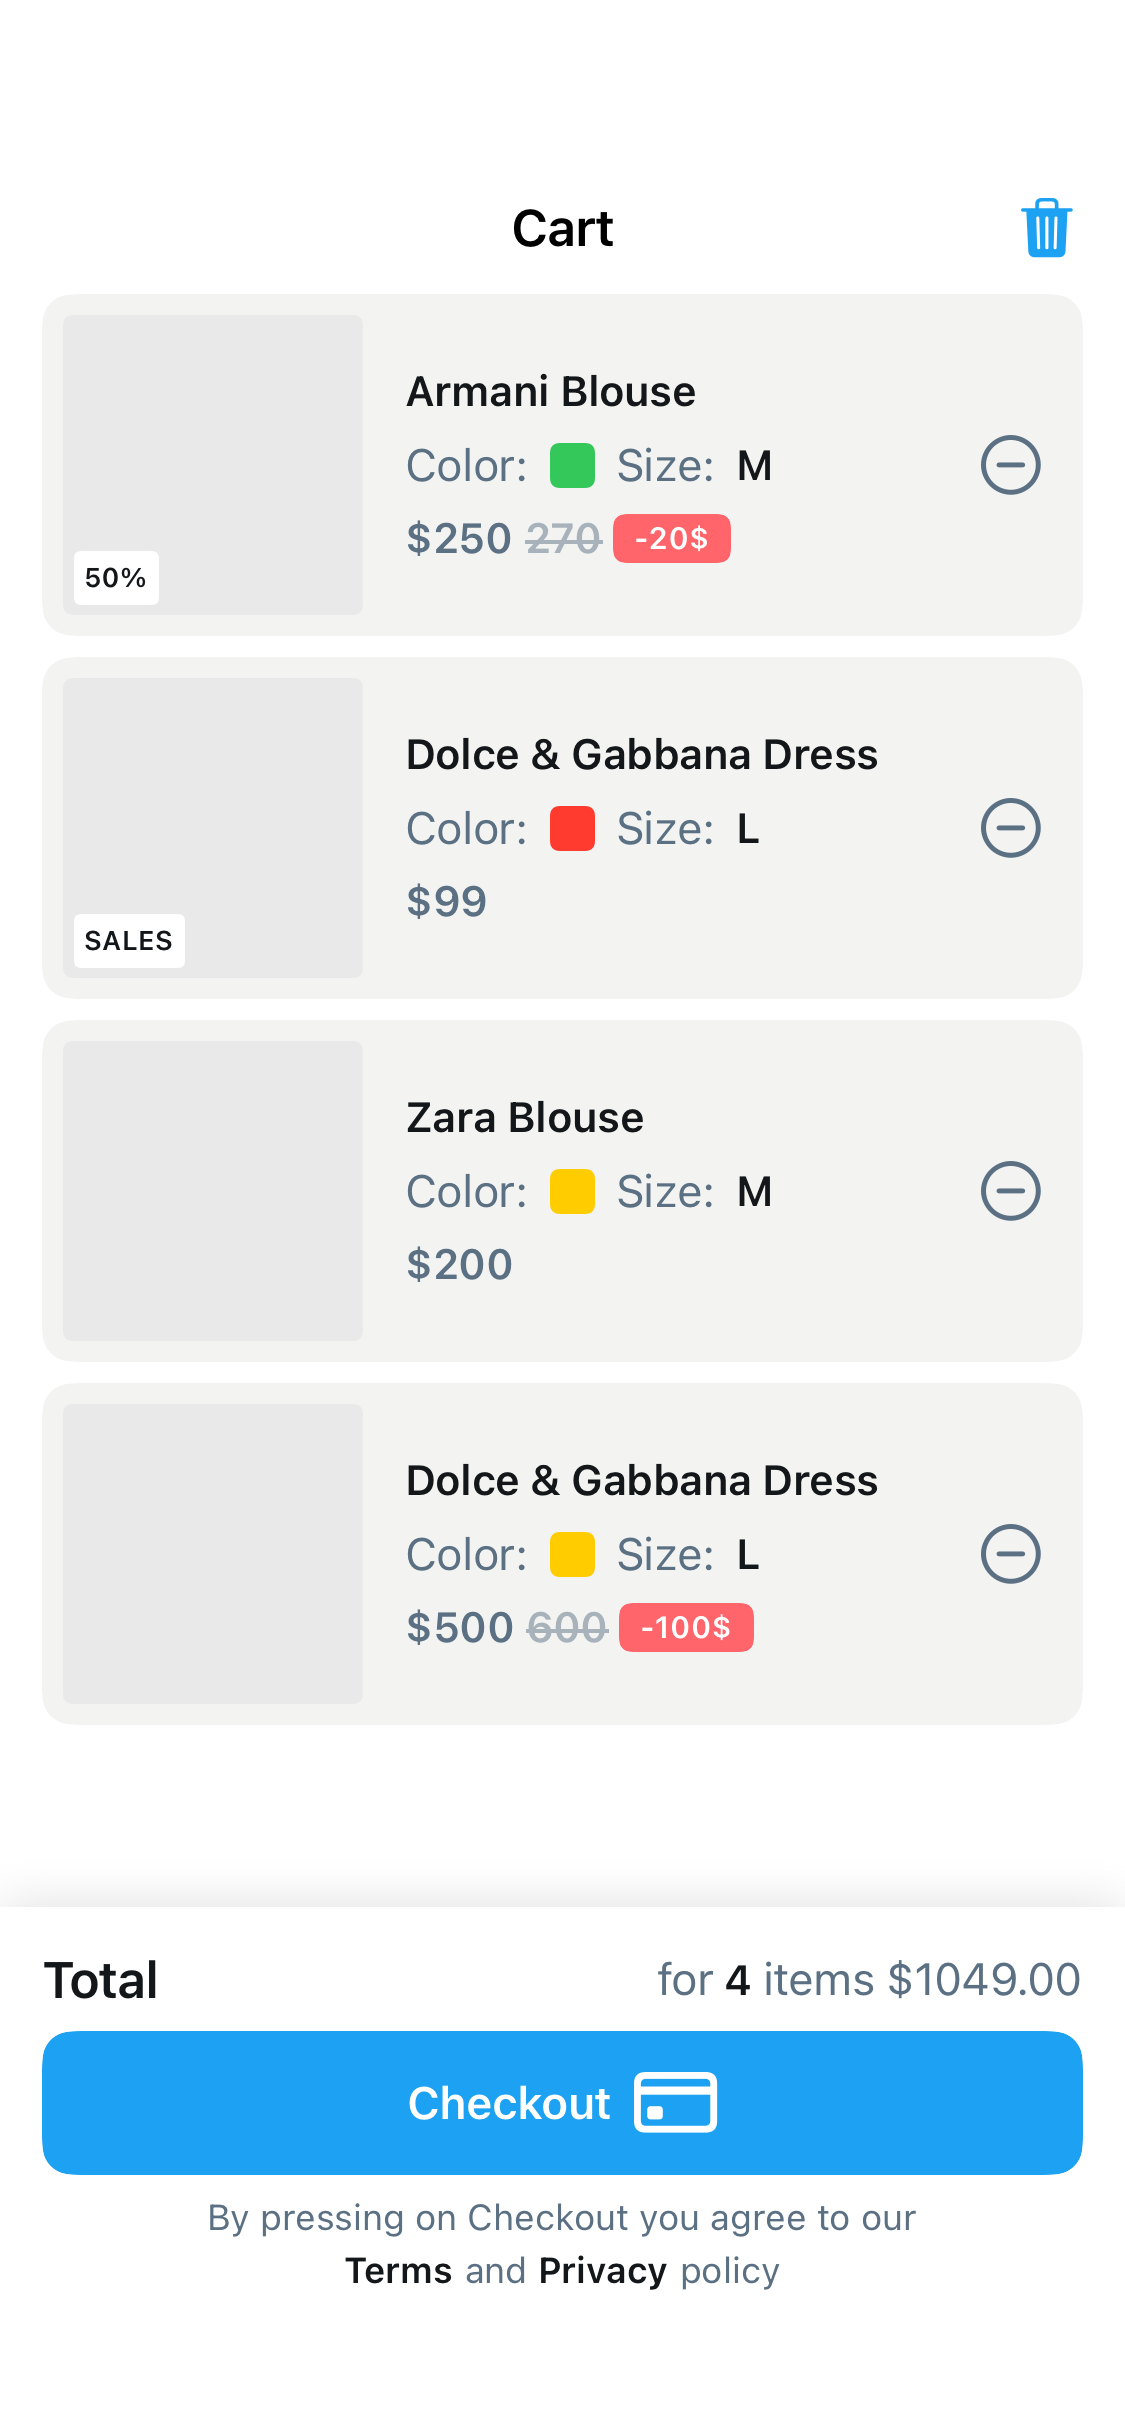 Cart
Armani Blouse
Color: Size: M
$250 270 -20$
50%
Dolce & Gabbana Dress
Color: Size: L
$99
SALES
Zara Blouse
Color: Size: M
$200
Dolce & Gabbana Dress
Color: Size: L
$500 600 -100$
Total for 4 items $1049.00
Checkout
By pressing on Checkout you agree to our
Terms and Privacy policy